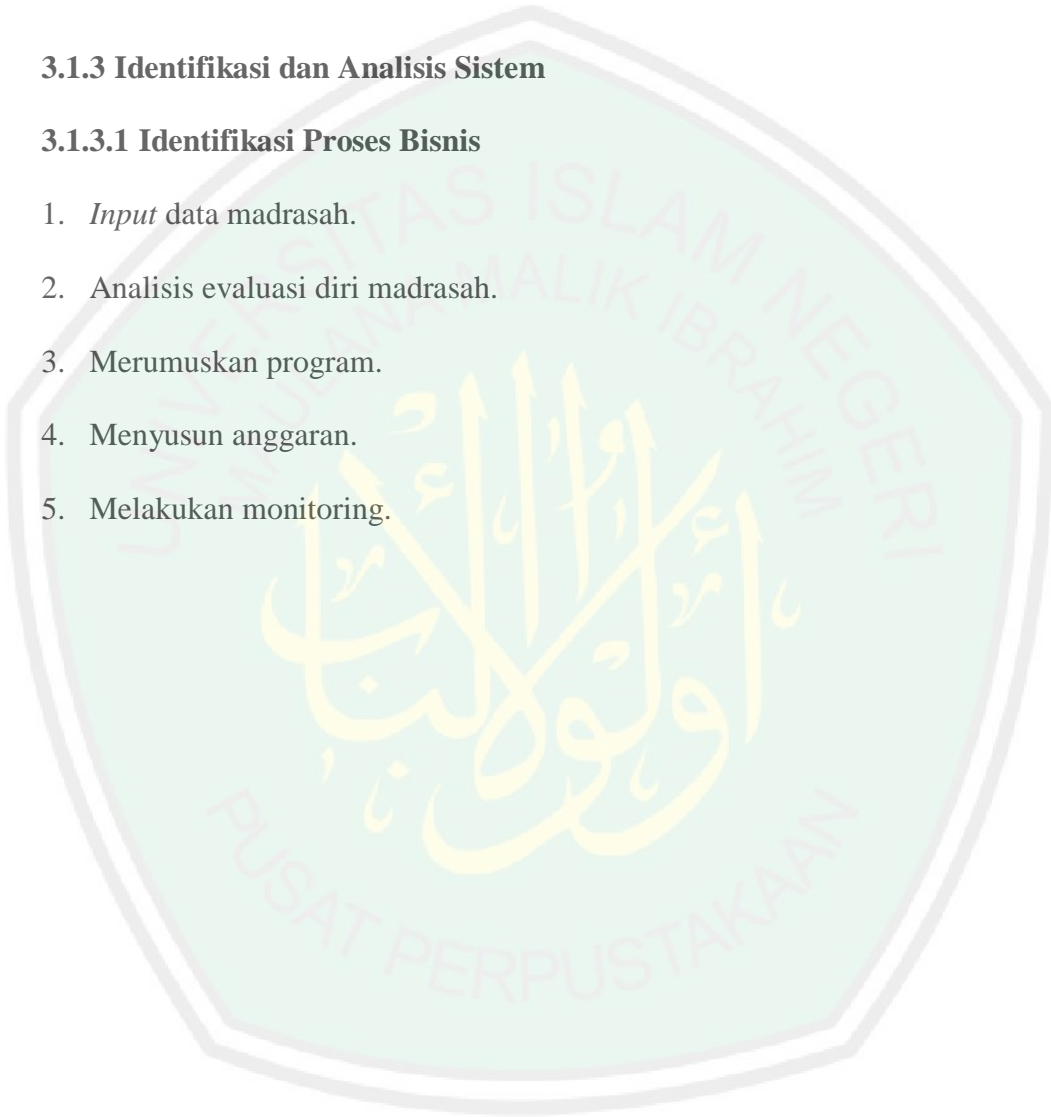 3.1.3 Identifikasi dan Analisis Sistem
3.1.3.1 Identifikasi Proses Bisnis
1. Input data madrasah.
2. Analisis evaluasi diri madrasah.
3. Merumuskan program.
4. Menyusun anggaran.
5. Melakukan monitoring.
UNIVERSITAS ISLAM NEGERI
MAULANA MALIK IBRAHIM
PUSAT PERPUSTAKAAN